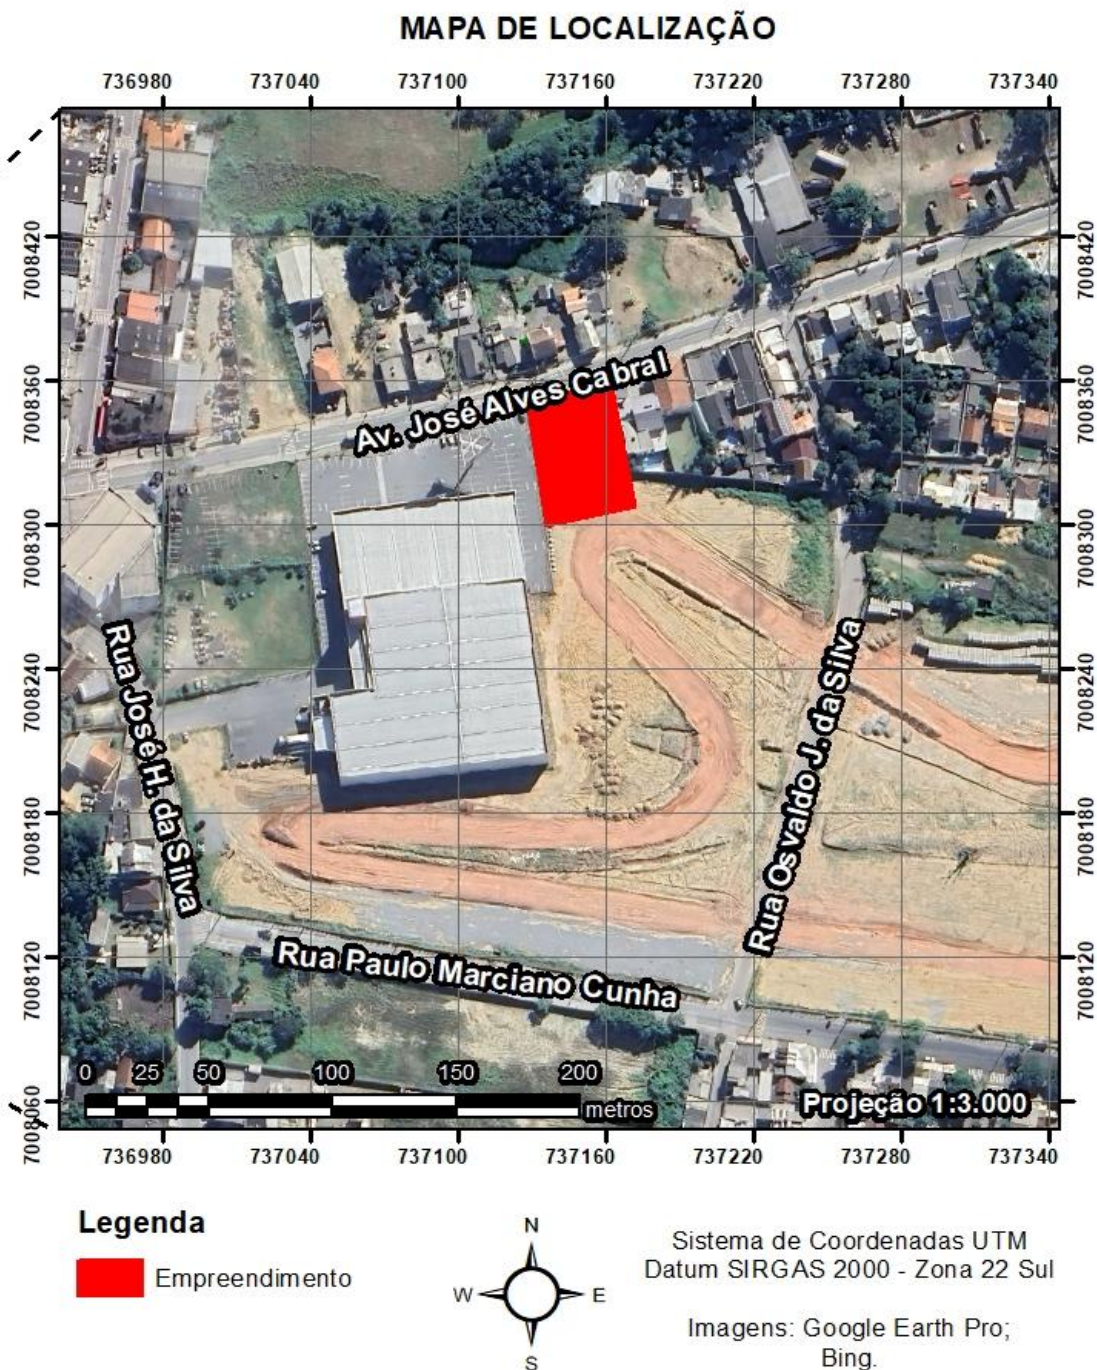 MAPA DE LOCALIZAÇÃO
736980 737040 737100 737160 737220 737280 737340
7008420 7008420
7008360 7008360
Av. José Alves Cabral
7008300 7008300
Rua José H. da Silva
Rua Osvaldo J. da Silva
7008240 7008240
7008180 7008180
Rua Paulo Marciano Cunha
7008120 7008120
0 25 50 100 150 200
metros
Projeção 1:3.000
7008060 7008060
736980 737040 737100 737160 737220 737280 737340
Legenda
Empreendimento
N
W E
S
Sistema de Coordenadas UTM
Datum SIRGAS 2000 - Zona 22 Sul
Imagens: Google Earth Pro;
Bing.